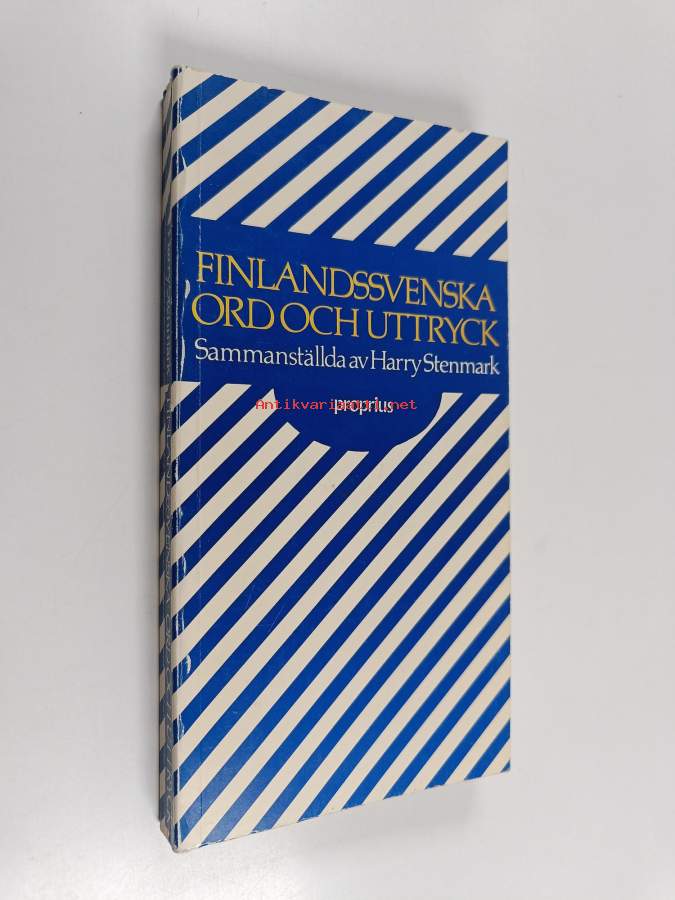 FINLANDSSVENSKA
ORD OCH UTTRYCK
Sammanställda av Harry Stenmark
proprius
Antikvariaatti.net